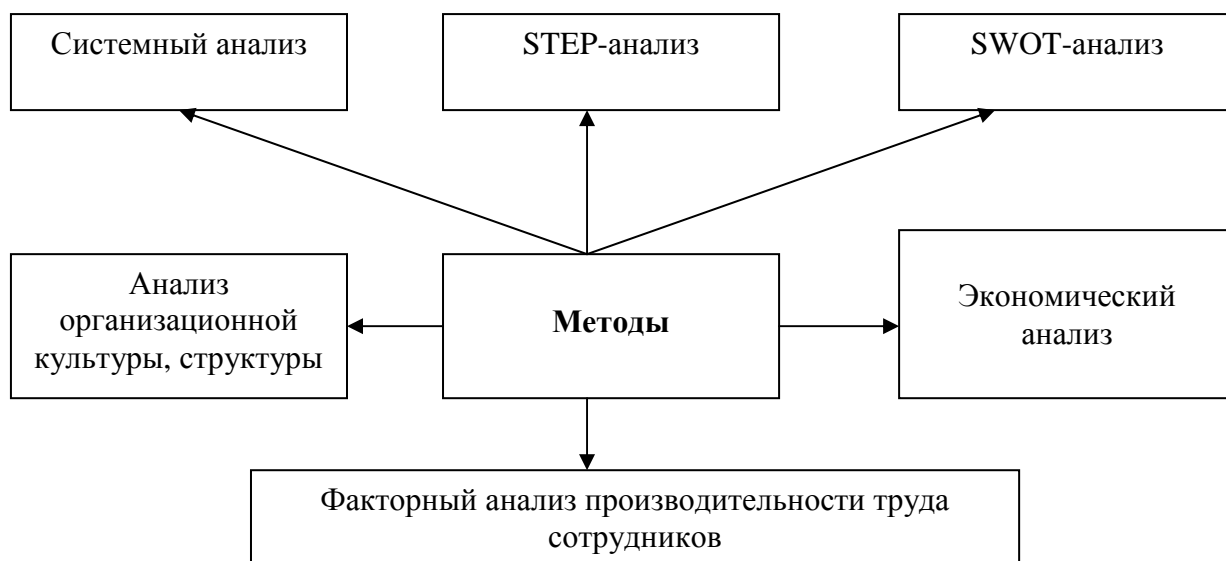 Системный анализ
STEP-анализ
SWOT-анализ
Анализ
организационной
культуры, структуры
Методы
Экономический
анализ
Факторный анализ производительности труда
сотрудников